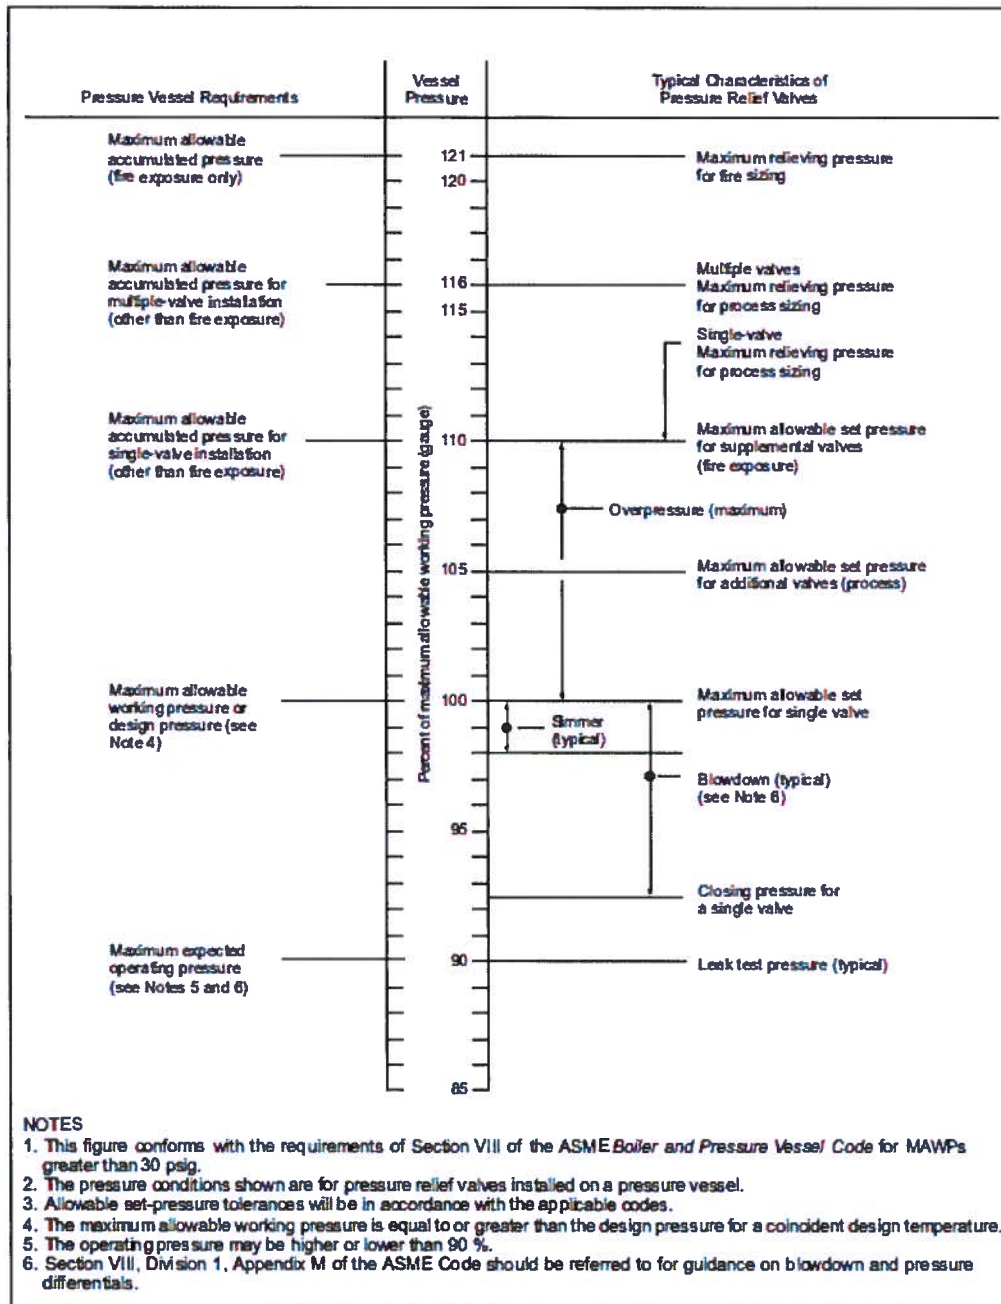 Pressure Vessel Requirements
Vessel
Pressure
Typical Characteristics of
Pressure Relief Valves
Maximum allowable
accumulated pressure
(fire exposure only)
121
120
Maximum relieving pressure
for fire sizing
Maximum allowable
accumulated pressure for
multiple-valve installation
(other than fire exposure)
116
115
Multiple valves
Maximum relieving pressure
for process sizing
Single-valve
Maximum relieving pressure
for process sizing
Maximum allowable
accumulated pressure for
single-valve installation
(other than fire exposure)
Percent of maximum allowable working pressure (gauge)
110
Maximum allowable set pressure
for supplemental valves
(fire exposure)
Overpressure (maximum)
105
Maximum allowable set pressure
for additional valves (process)
Maximum allowable
working pressure or
design pressure (see
Note 4)
100
Maximum allowable set
pressure for single valve
Simmer
(typical)
Blowdown (typical)
(see Note 6)
95
Closing pressure for
a single valve
Maximum expected
operating pressure
(see Notes 5 and 6)
90
Leak test pressure (typical)
85
NOTES
1. This figure conforms with the requirements of Section VIII of the ASME Boiler and Pressure Vessel Code for MAWPs
greater than 30 psig.
2. The pressure conditions shown are for pressure relief valves installed on a pressure vessel.
3. Allowable set-pressure tolerances will be in accordance with the applicable codes.
4. The maximum allowable working pressure is equal to or greater than the design pressure for a coincident design temperature.
5. The operating pressure may be higher or lower than 90 %.
6. Section VIII, Division 1, Appendix M of the ASME Code should be referred to for guidance on blowdown and pressure
differentials.